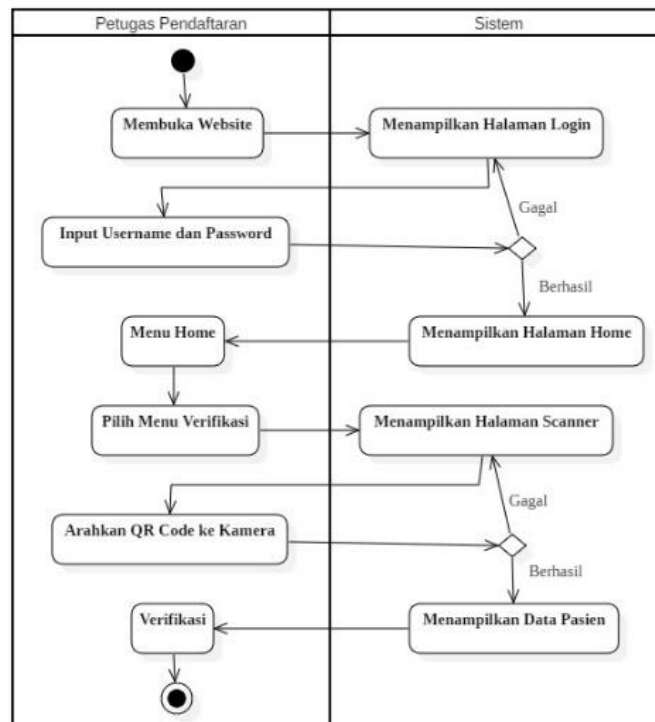 Petugas Pendaftaran
Sistem
Membuka Website
Menampilkan Halaman Login
Gagal
Input Username dan Password
Berhasil
Menu Home
Menampilkan Halaman Home
Pilih Menu Verifikasi
Menampilkan Halaman Scanner
Gagal
Arahkan QR Code ke Kamera
Berhasil
Verifikasi
Menampilkan Data Pasien